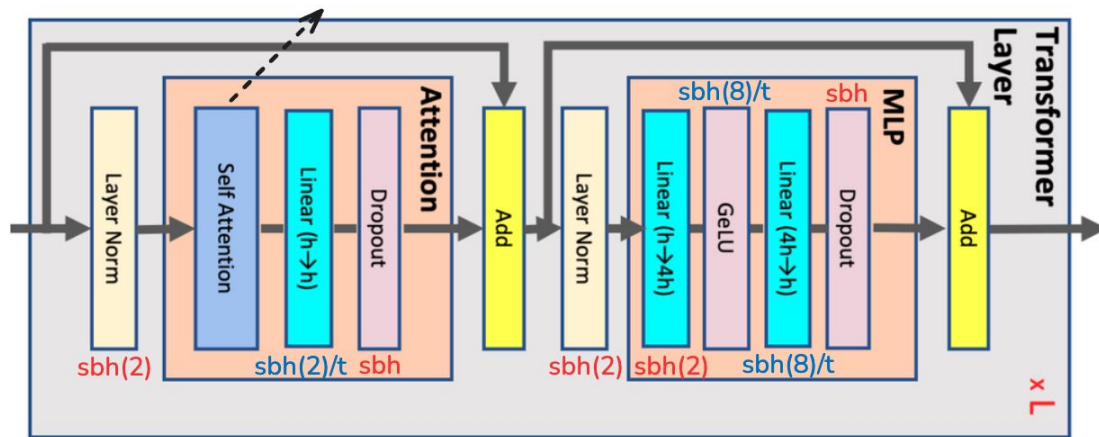 Transformer
Layer
Layer Norm
sbh(2)
Attention
Self Attention
Linear (h→h)
sbh(2)/t
Dropout
sbh
Add
Layer Norm
sbh(2)
MLP
Linear (h→4h)
sbh(2)
sbh(8)/t
GeLU
Linear (4h→h)
sbh(8)/t
sbh
Dropout
Add
x L